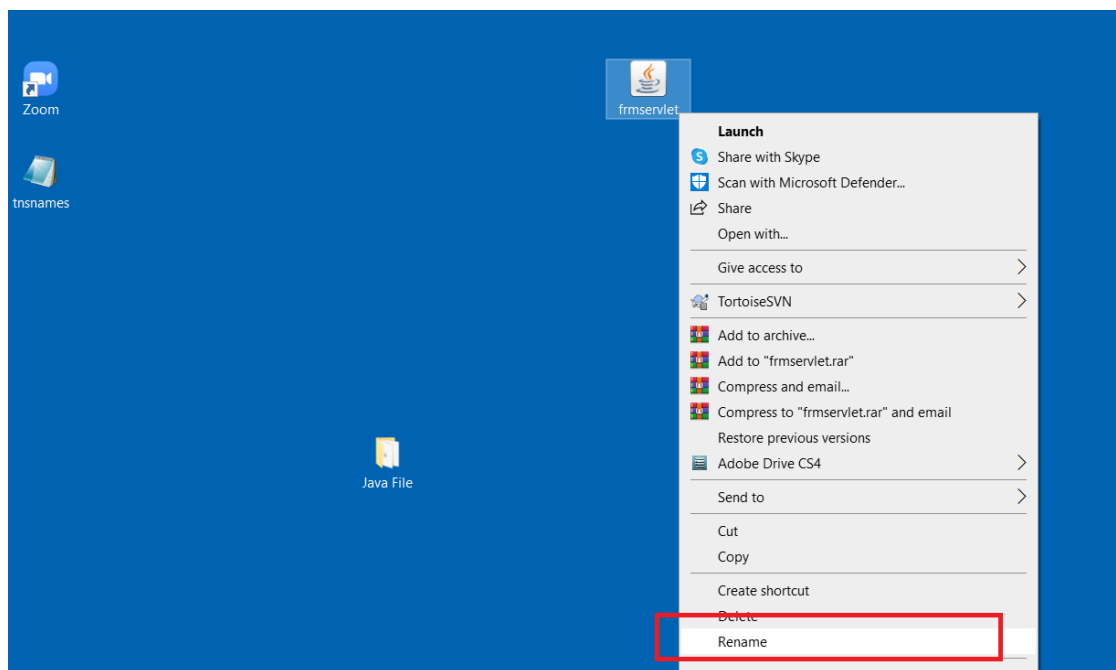 Zoom
tnsnames
frmservlet
Java File
Launch
Share with Skype
Scan with Microsoft Defender...
Share
Open with...
Give access to
TortoiseSVN
Add to archive...
Add to "frmservlet.rar"
Compress and email...
Compress to "frmservlet.rar" and email
Restore previous versions
Adobe Drive CS4
Send to
Cut
Copy
Create shortcut
Delete
Rename